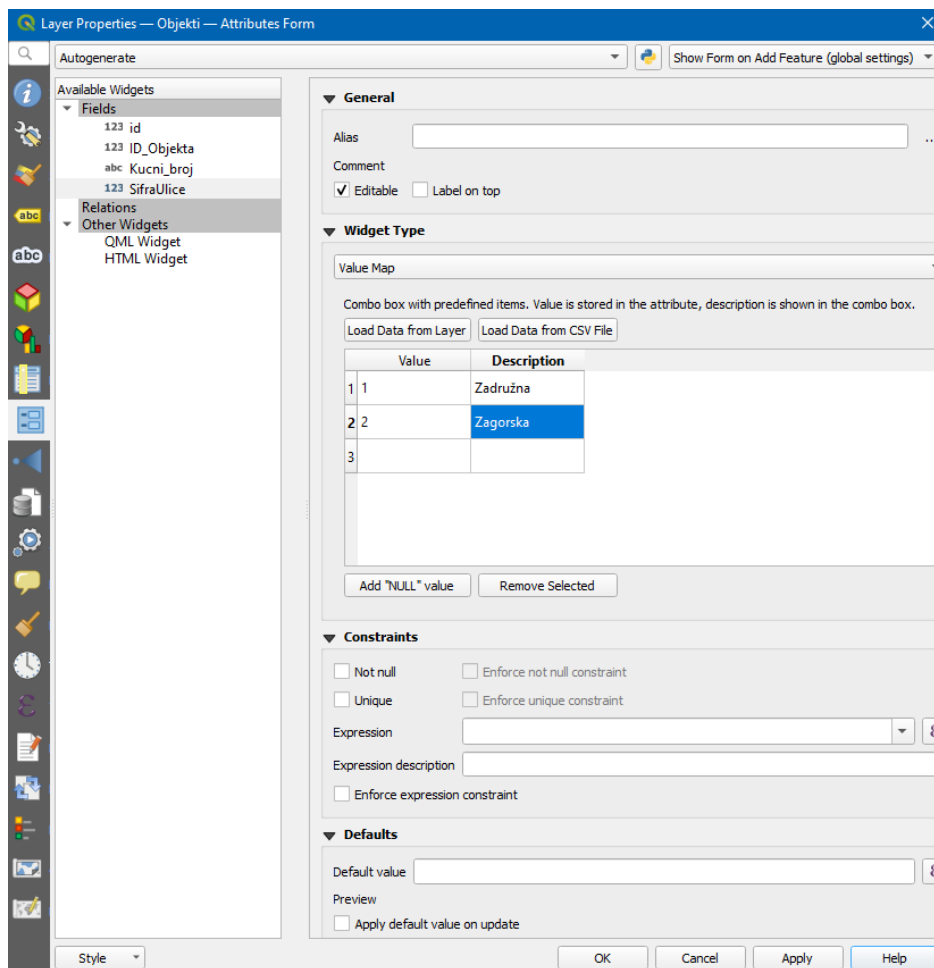 Layer Properties — Objekti — Attributes Form
Autogenerate
Show Form on Add Feature (global settings)
Available Widgets
Fields
123 id
123 ID_Objekta
abc Kucni_broj
123 SifraUlice
Relations
Other Widgets
QML Widget
HTML Widget
abc
abc
General
Alias
...
Comment
Editable
Label on top
Widget Type
Value Map
Combo box with predefined items. Value is stored in the attribute, description is shown in the combo box.
Load Data from Layer
Load Data from CSV File
Value Description
1 1 Zadružna
2 2 Zagorska
3
Add "NULL" value
Remove Selected
Constraints
Not null
Enforce not null constraint
Unique
Enforce unique constraint
Expression
Expression description
Enforce expression constraint
Defaults
Default value
Preview
Apply default value on update
Style
OK
Cancel
Apply
Help